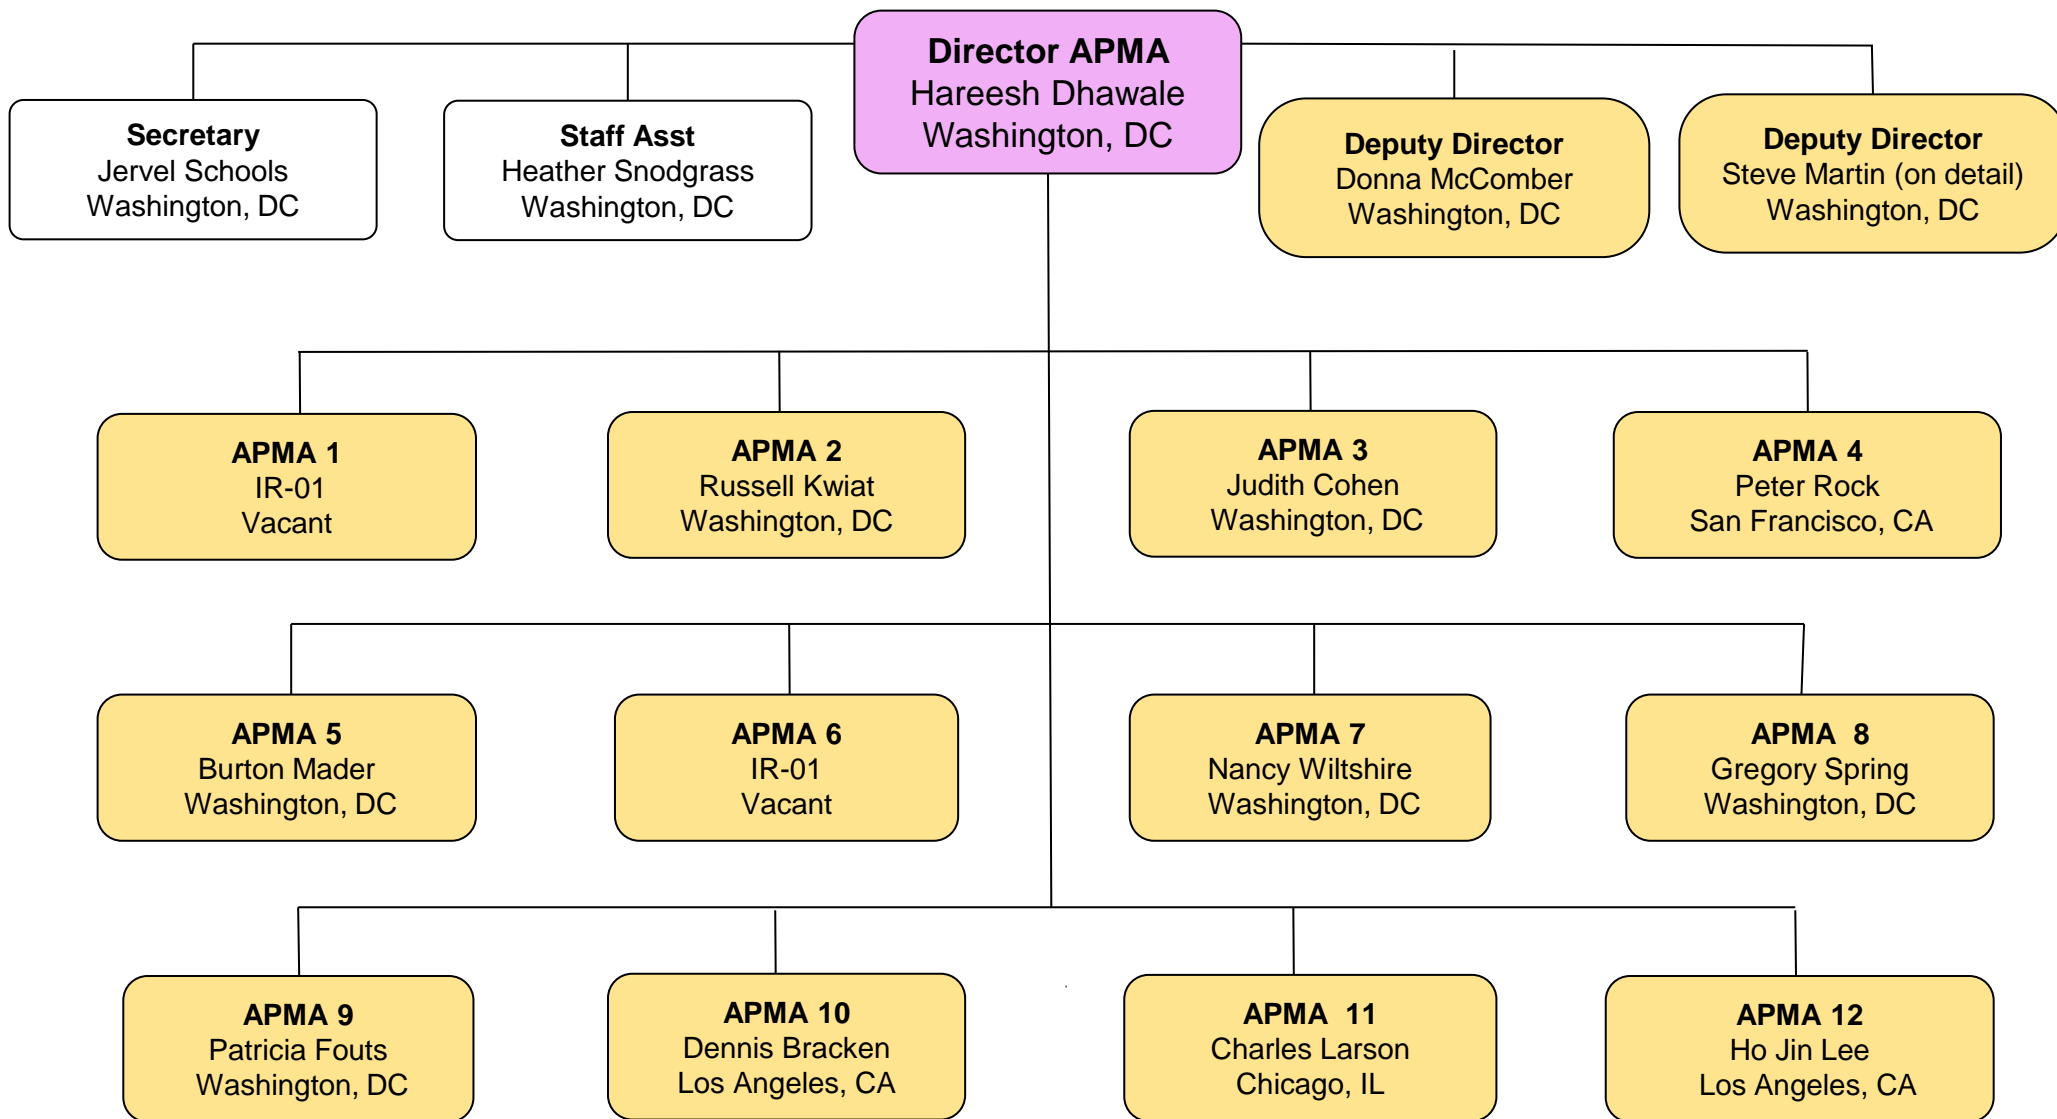 Director APMA
Hareesh Dhawale
Washington, DC
Secretary
Jervel Schools
Washington, DC
Staff Asst
Heather Snodgrass
Washington, DC
Deputy Director
Donna McComber
Washington, DC
Deputy Director
Steve Martin (on detail)
Washington, DC
APMA 1
IR-01
Vacant
APMA 2
Russell Kwiat
Washington, DC
APMA 3
Judith Cohen
Washington, DC
APMA 4
Peter Rock
San Francisco, CA
APMA 5
Burton Mader
Washington, DC
APMA 6
IR-01
Vacant
APMA 7
Nancy Wiltshire
Washington, DC
APMA  8
Gregory Spring
Washington, DC
APMA 9
Patricia Fouts
Washington, DC
APMA 10
Dennis Bracken
Los Angeles, CA
APMA  11
Charles Larson
Chicago, IL
APMA 12
Ho Jin Lee
Los Angeles, CA